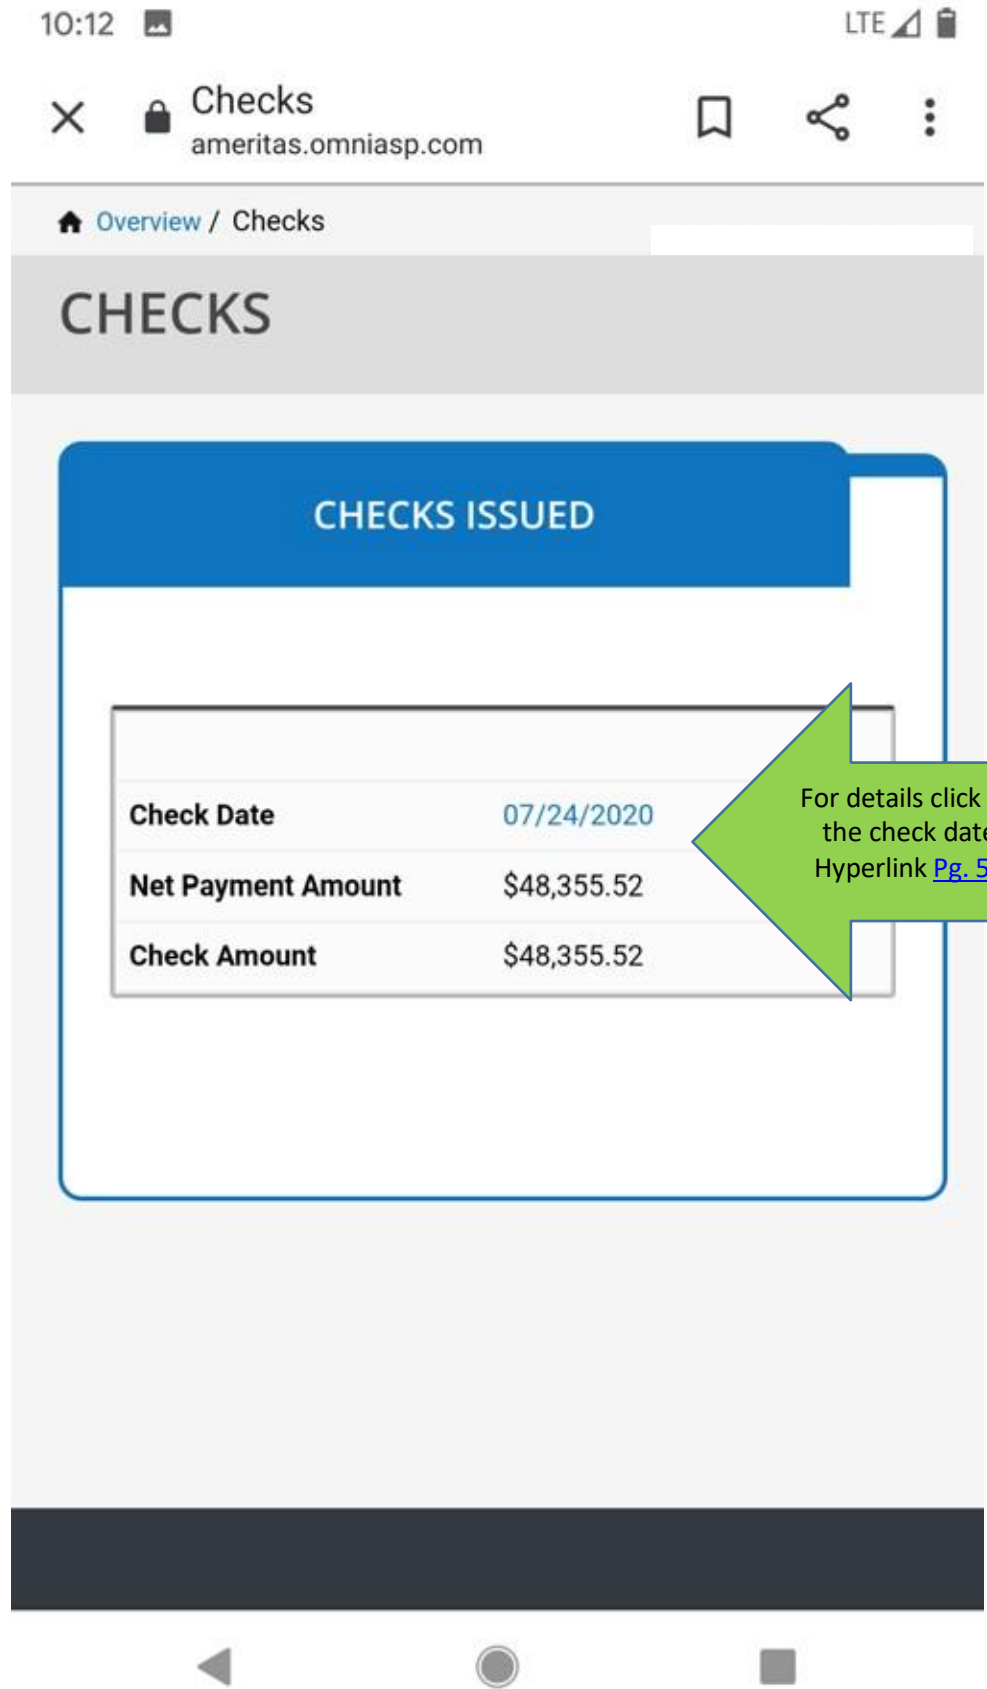 10:12 LTE
Checks
ameritas.omniasp.com
Overview / Checks
CHECKS
CHECKS ISSUED
Check Date 07/24/2020
Net Payment Amount $48,355.52
Check Amount $48,355.52
For details click
the check date
Hyperlink Pg. 5